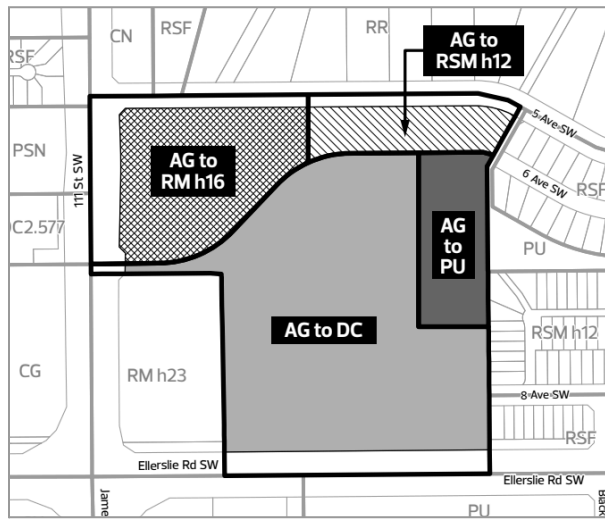 CN
RSF
RR
AG to
RSM h12
RSF
5 Ave SW
PSN
AG to
RM h16
6 Ave SW
RSF
111 St SW
DC2.577
AG
to
PU
PU
AG to DC
RSM h12
CG
RM h23
8 Ave SW
RSF
Ellerslie Rd SW
Ellerslie Rd SW
Jame
PU
Black